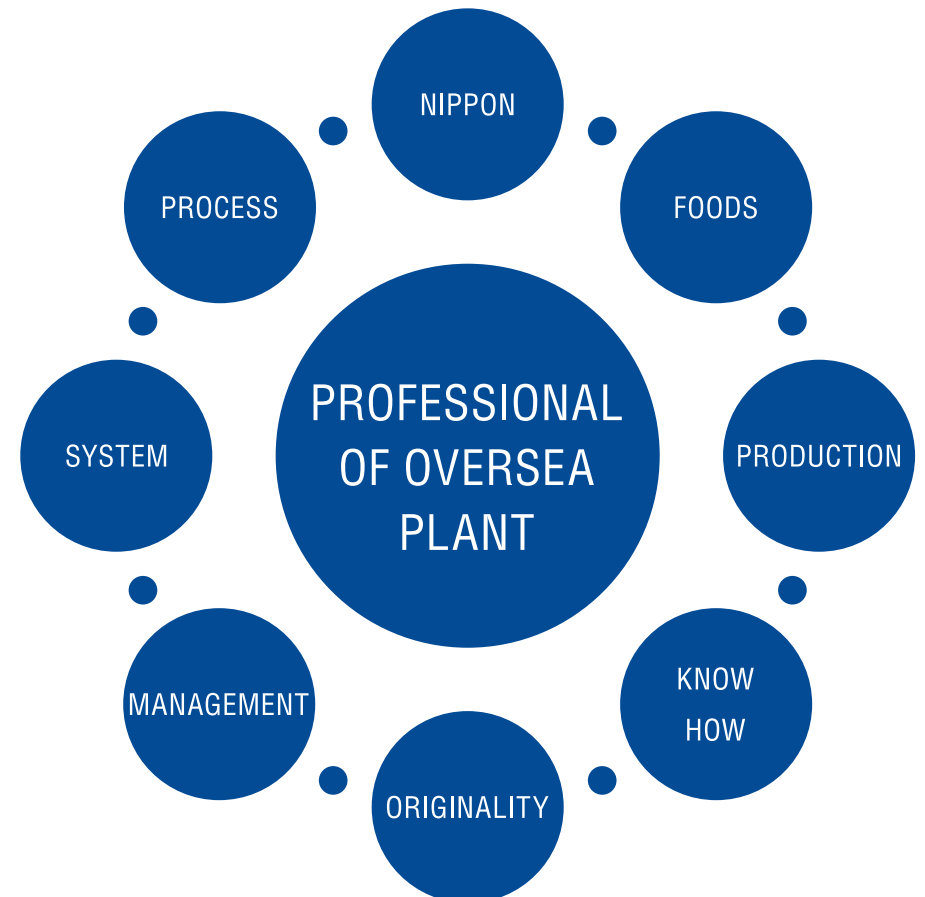 NIPPON
FOODS
PRODUCTION
KNOW
HOW
ORIGINALITY
MANAGEMENT
SYSTEM
PROCESS
PROFESSIONAL
OF OVERSEA
PLANT